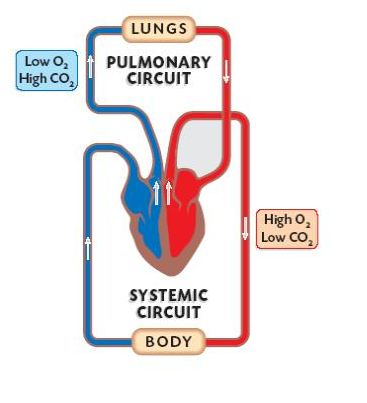 LUNGS
Low O₂
High CO₂
PULMONARY
CIRCUIT
High O₂
Low CO₂
SYSTEMIC
CIRCUIT
BODY